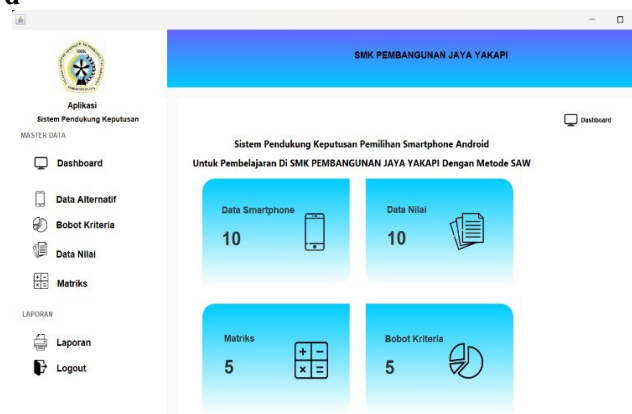 SMK PEMBANGUNAN JAYA YAKAPI
Aplikasi
Sistem Pendukung Keputusan
MASTER DATA
Dashboard
Data Alternatif
Bobot Kriteria
Data Nilai
Matriks
LAPORAN
Laporan
Logout
Dashboard
Sistem Pendukung Keputusan Pemilihan Smartphone Android
Untuk Pembelajaran Di SMK PEMBANGUNAN JAYA YAKAPI Dengan Metode SAW
Data Smartphone
10
Data Nilai
10
Matriks
5
Bobot Kriteria
5